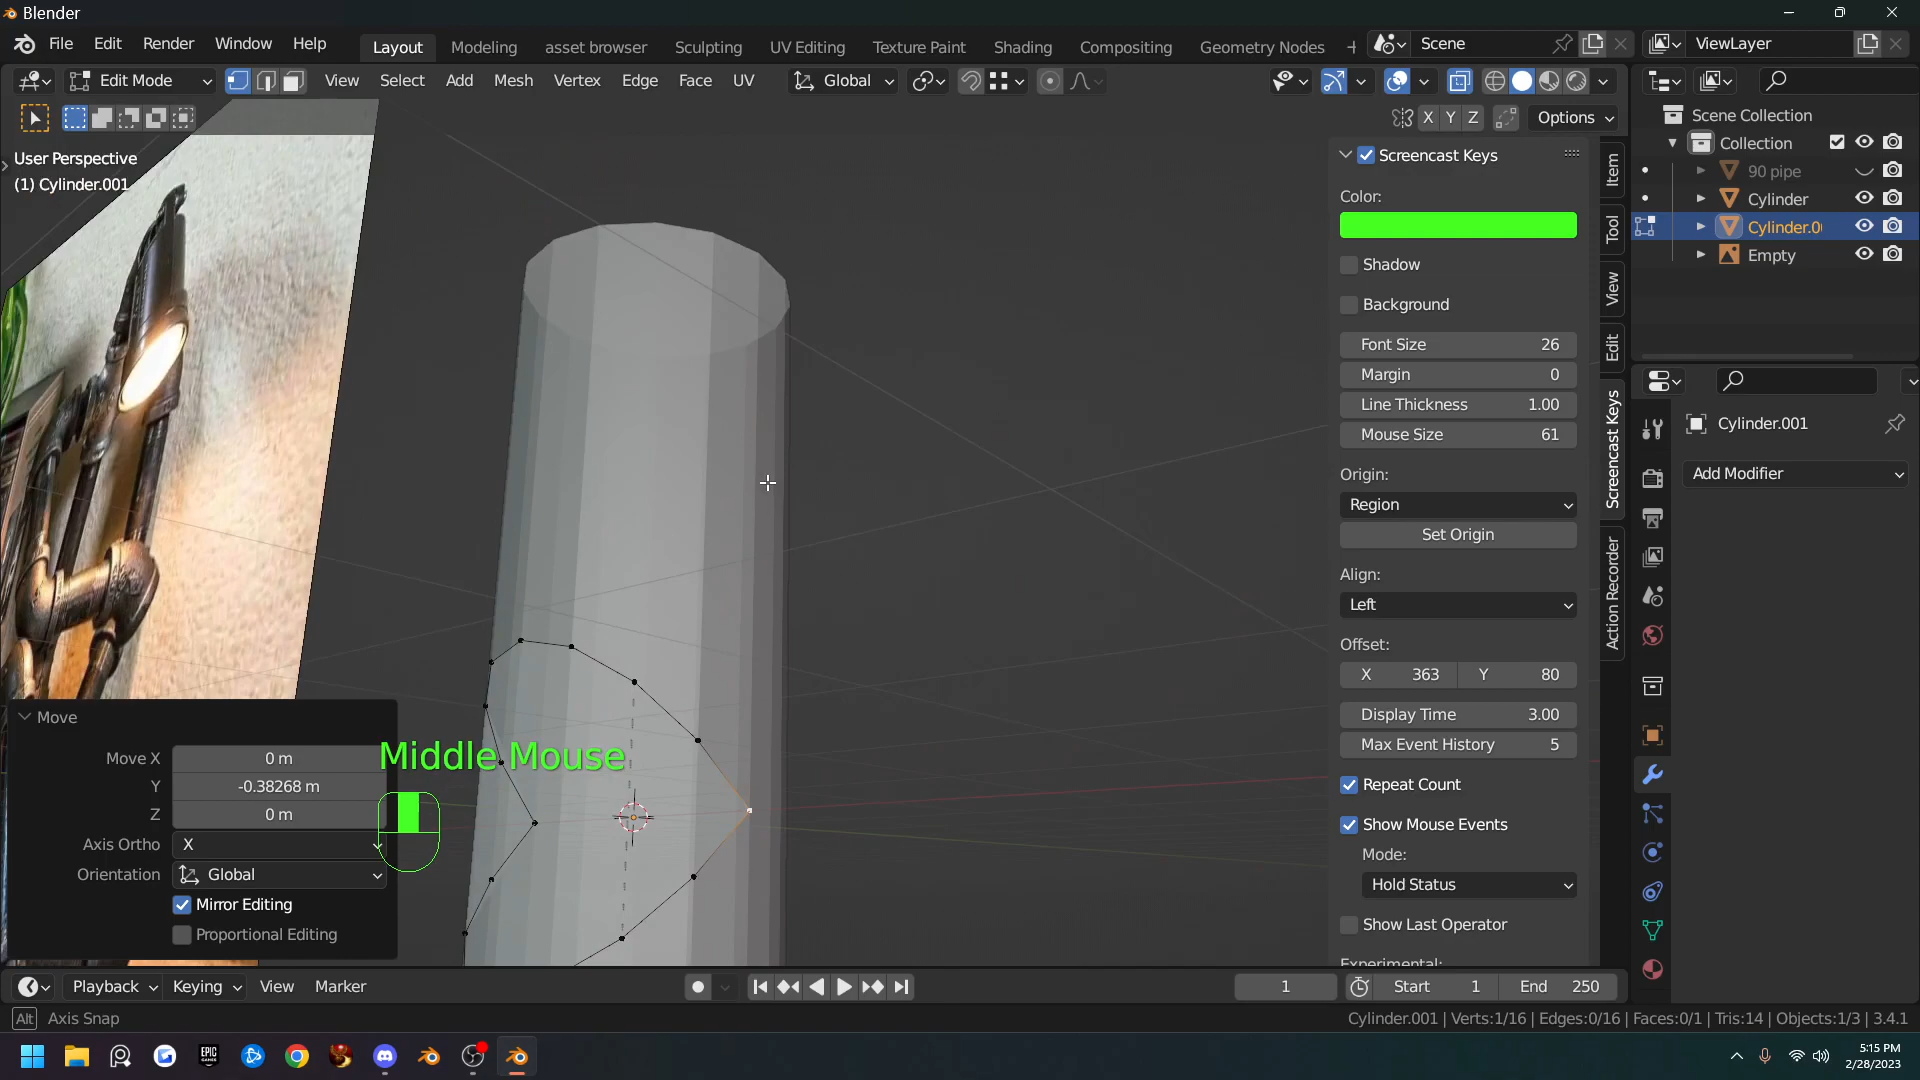 Blender
File Edit Render Window Help
Layout Modeling asset browser Sculpting UV Editing Texture Paint Shading Compositing Geometry Nodes
Scene
ViewLayer
Edit Mode View Select Add Mesh Vertex Edge Face UV Global
X Y Z Options
User Perspective
(1) Cylinder.001
Scene Collection
Collection
90 pipe
Cylinder
Cylinder.0
Empty
Screencast Keys
Color:
Shadow
Background
Font Size 26
Margin 0
Line Thickness 1.00
Mouse Size 61
Origin:
Region
Set Origin
Align:
Left
Offset:
X 363 Y 80
Display Time 3.00
Max Event History 5
Repeat Count
Show Mouse Events
Mode:
Hold Status
Show Last Operator
Experimental:
Item
Tool
View
Edit
Screencast Keys
Action Recorder
Cylinder.001
Add Modifier
Move
Move X 0 m
Y -0.38268 m
Z 0 m
Axis Ortho X
Orientation Global
Mirror Editing
Proportional Editing
Middle Mouse
Playback Keying View Marker
1
Start 1 End 250
Alt Axis Snap
Cylinder.001 | Verts:1/16 | Edges:0/16 | Faces:0/1 | Tris:14 | Objects:1/3 | 3.4.1
EPIC GAMES
5:15 PM
2/28/2023